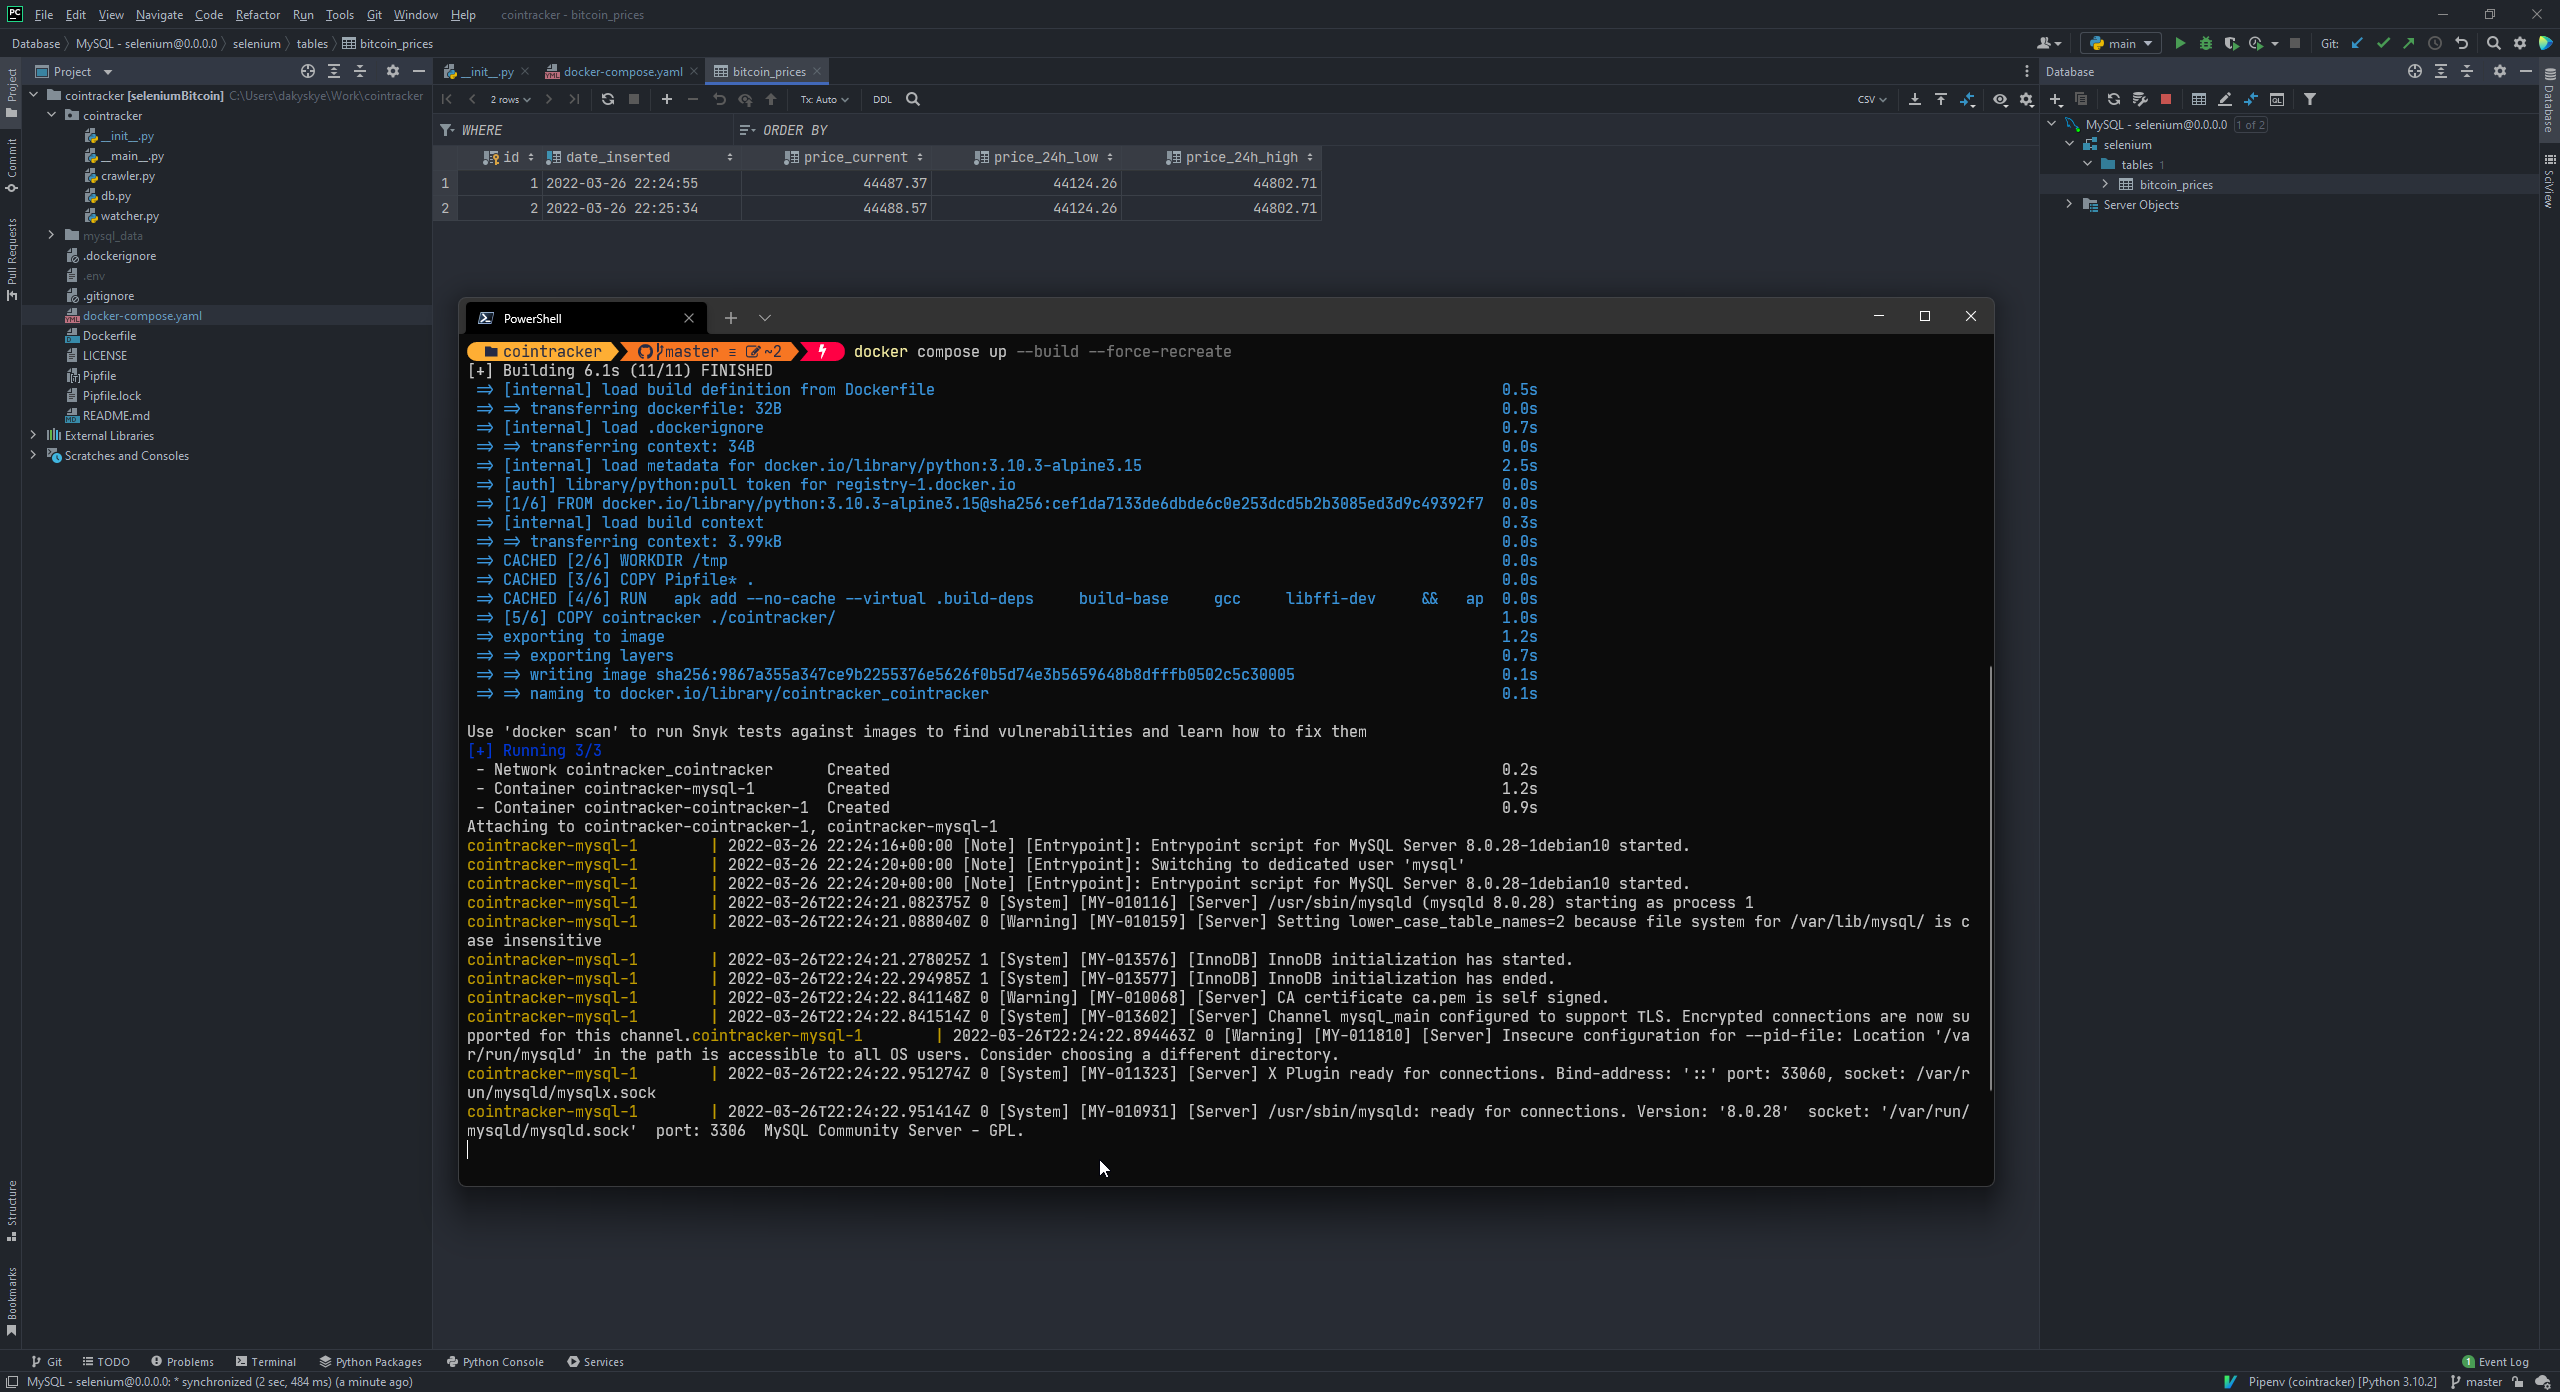 File Edit View Navigate Code Refactor Run Tools Git Window Help cointracker - bitcoin_prices
Database MySQL - selenium@0.0.0.0 selenium tables bitcoin_prices main Git:
Project
__init__.py docker-compose.yaml bitcoin_prices
Database
cointracker [seleniumBitcoin] C:\Users\dakyskye\Work\cointracker
cointracker
__init__.py
__main__.py
crawler.py
db.py
watcher.py
mysql_data
.dockerignore
.env
.gitignore
docker-compose.yaml
Dockerfile
LICENSE
Pipfile
Pipfile.lock
README.md
External Libraries
Scratches and Consoles
Project
Commit
Pull Requests
Structure
Bookmarks
2 rows Tx: Auto DDL CSV
WHERE ORDER BY
id date_inserted price_current price_24h_low price_24h_high
1 1 2022-03-26 22:24:55 44487.37 44124.26 44802.71
2 2 2022-03-26 22:25:34 44488.57 44124.26 44802.71
MySQL - selenium@0.0.0.0 1 of 2
selenium
tables 1
bitcoin_prices
Server Objects
Database
SciView
PowerShell
cointracker master ≡ ~2 docker compose up --build --force-recreate
[+] Building 6.1s (11/11) FINISHED
=> [internal] load build definition from Dockerfile 0.5s
=> => transferring dockerfile: 32B 0.0s
=> [internal] load .dockerignore 0.7s
=> => transferring context: 34B 0.0s
=> [internal] load metadata for docker.io/library/python:3.10.3-alpine3.15 2.5s
=> [auth] library/python:pull token for registry-1.docker.io 0.0s
=> [1/6] FROM docker.io/library/python:3.10.3-alpine3.15@sha256:cef1da7133de6dbde6c0e253dcd5b2b3085ed3d9c49392f7 0.0s
=> [internal] load build context 0.3s
=> => transferring context: 3.99kB 0.0s
=> CACHED [2/6] WORKDIR /tmp 0.0s
=> CACHED [3/6] COPY Pipfile* . 0.0s
=> CACHED [4/6] RUN apk add --no-cache --virtual .build-deps build-base gcc libffi-dev && ap 0.0s
=> [5/6] COPY cointracker ./cointracker/ 1.0s
=> exporting to image 1.2s
=> => exporting layers 0.7s
=> => writing image sha256:9867a355a347ce9b2255376e5626f0b5d74e3b5659648b8dfffb0502c5c30005 0.1s
=> => naming to docker.io/library/cointracker_cointracker 0.1s
Use 'docker scan' to run Snyk tests against images to find vulnerabilities and learn how to fix them
[+] Running 3/3
- Network cointracker_cointracker Created 0.2s
- Container cointracker-mysql-1 Created 1.2s
- Container cointracker-cointracker-1 Created 0.9s
Attaching to cointracker-cointracker-1, cointracker-mysql-1
cointracker-mysql-1 | 2022-03-26 22:24:16+00:00 [Note] [Entrypoint]: Entrypoint script for MySQL Server 8.0.28-1debian10 started.
cointracker-mysql-1 | 2022-03-26 22:24:20+00:00 [Note] [Entrypoint]: Switching to dedicated user 'mysql'
cointracker-mysql-1 | 2022-03-26 22:24:20+00:00 [Note] [Entrypoint]: Entrypoint script for MySQL Server 8.0.28-1debian10 started.
cointracker-mysql-1 | 2022-03-26T22:24:21.082375Z 0 [System] [MY-010116] [Server] /usr/sbin/mysqld (mysqld 8.0.28) starting as process 1
cointracker-mysql-1 | 2022-03-26T22:24:21.088040Z 0 [Warning] [MY-010159] [Server] Setting lower_case_table_names=2 because file system for /var/lib/mysql/ is c
ase insensitive
cointracker-mysql-1 | 2022-03-26T22:24:21.278025Z 1 [System] [MY-013576] [InnoDB] InnoDB initialization has started.
cointracker-mysql-1 | 2022-03-26T22:24:22.294985Z 1 [System] [MY-013577] [InnoDB] InnoDB initialization has ended.
cointracker-mysql-1 | 2022-03-26T22:24:22.841148Z 0 [Warning] [MY-010068] [Server] CA certificate ca.pem is self signed.
cointracker-mysql-1 | 2022-03-26T22:24:22.841514Z 0 [System] [MY-013602] [Server] Channel mysql_main configured to support TLS. Encrypted connections are now su
pported for this channel.cointracker-mysql-1 | 2022-03-26T22:24:22.894463Z 0 [Warning] [MY-011810] [Server] Insecure configuration for --pid-file: Location '/va
r/run/mysqld' in the path is accessible to all OS users. Consider choosing a different directory.
cointracker-mysql-1 | 2022-03-26T22:24:22.951274Z 0 [System] [MY-011323] [Server] X Plugin ready for connections. Bind-address: '::' port: 33060, socket: /var/r
un/mysqld/mysqlx.sock
cointracker-mysql-1 | 2022-03-26T22:24:22.951414Z 0 [System] [MY-010931] [Server] /usr/sbin/mysqld: ready for connections. Version: '8.0.28' socket: '/var/run/
mysqld/mysqld.sock' port: 3306 MySQL Community Server - GPL.
Git TODO Problems Terminal Python Packages Python Console Services 1 Event Log
MySQL - selenium@0.0.0.0: * synchronized (2 sec, 484 ms) (a minute ago) Pipenv (cointracker) [Python 3.10.2] master